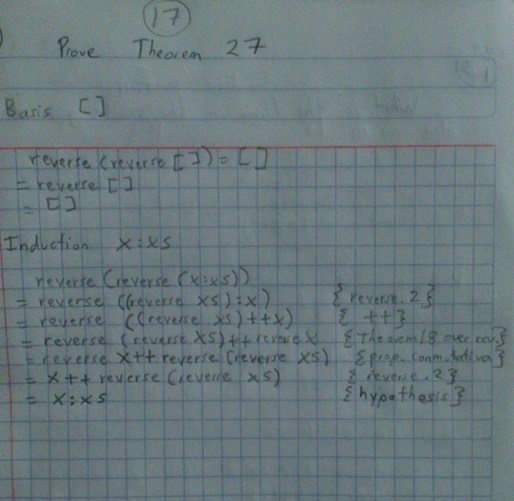 17
Prove Theorem 27
Basis []
reverse (reverse []) = []
= reverse []
= []
Induction x:xs
reverse (reverse (x:xs))
= reverse ((reverse xs):x) {reverse.2}
= reverse ((reverse xs)++x) {++}
= reverse (reverse xs)++reverse x {Theorem 18 over rev.}
= reverse x++ reverse (reverse xs) {prop. conmutativa}
= x++ reverse (reverse xs) {reverse.2}
= x:xs {hypothesis}